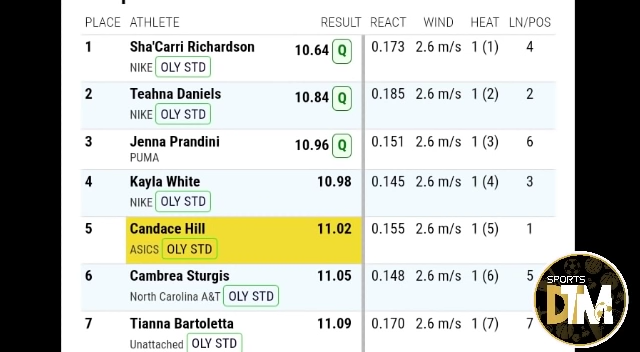 PLACE ATHLETE RESULT REACT WIND HEAT LN/POS
1 Sha'Carri Richardson 10.64 Q 0.173 2.6 m/s 1 (1) 4
NIKE OLY STD
2 Teahna Daniels 10.84 Q 0.185 2.6 m/s 1 (2) 2
NIKE OLY STD
3 Jenna Prandini 10.96 Q 0.151 2.6 m/s 1 (3) 6
PUMA
4 Kayla White 10.98 0.145 2.6 m/s 1 (4) 3
NIKE OLY STD
5 Candace Hill 11.02 0.155 2.6 m/s 1 (5) 1
ASICS OLY STD
6 Cambrea Sturgis 11.05 0.148 2.6 m/s 1 (6) 5
North Carolina A&T OLY STD
7 Tianna Bartoletta 11.09 0.170 2.6 m/s 1 (7) 7
Unattached OLY STD
SPORTS
DTM